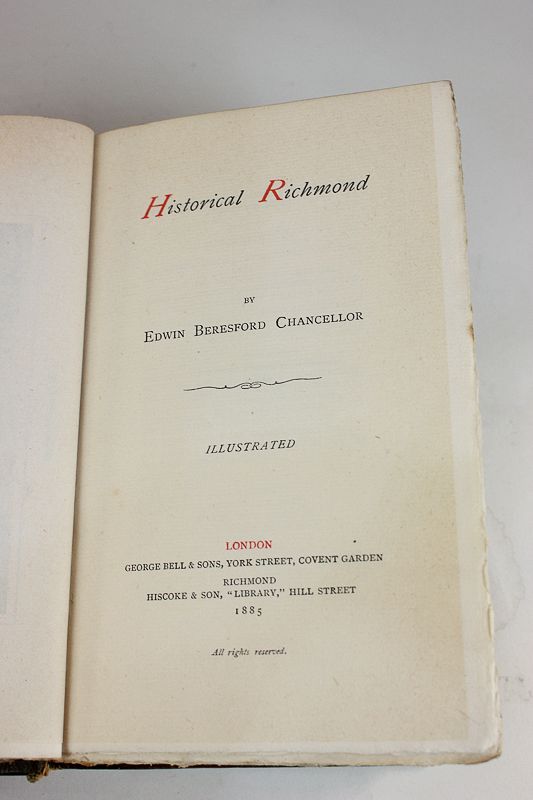 Historical Richmond
BY
EDWIN BERESFORD CHANCELLOR
ILLUSTRATED
LONDON
GEORGE BELL & SONS, YORK STREET, COVENT GARDEN
RICHMOND
HISCOKE & SON, "LIBRARY," HILL STREET
1885
All rights reserved.